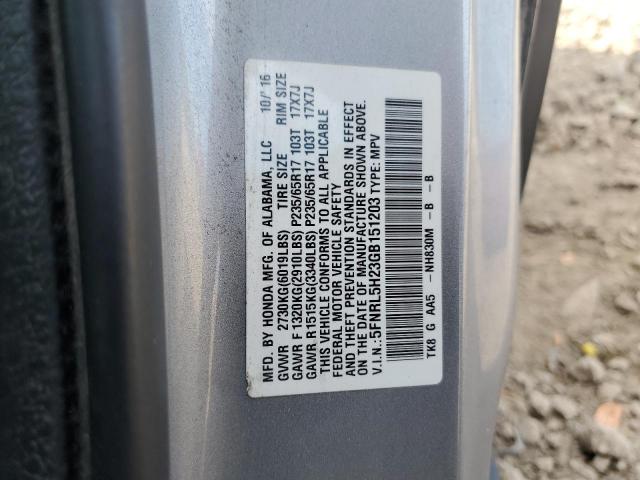 MFD. BY HONDA MFG. OF ALABAMA, LLC 10/'16
GVWR 2730KG(6019LBS) TIRE SIZE RIM SIZE
GAWR F 1320KG(2910LBS) P235/65R17 103T 17X7J
GAWR R1515KG(3340LBS) P235/65R17 103T 17X7J
THIS VEHICLE CONFORMS TO ALL APPLICABLE
FEDERAL MOTOR VEHICLE SAFETY
AND THEFT PREVENTION STANDARDS IN EFFECT
ON THE DATE OF MANUFACTURE SHOWN ABOVE.
V.I.N.: 5FNRL5H23GB151203 TYPE: MPV
TK8 G AA5 - NH830M - B - B